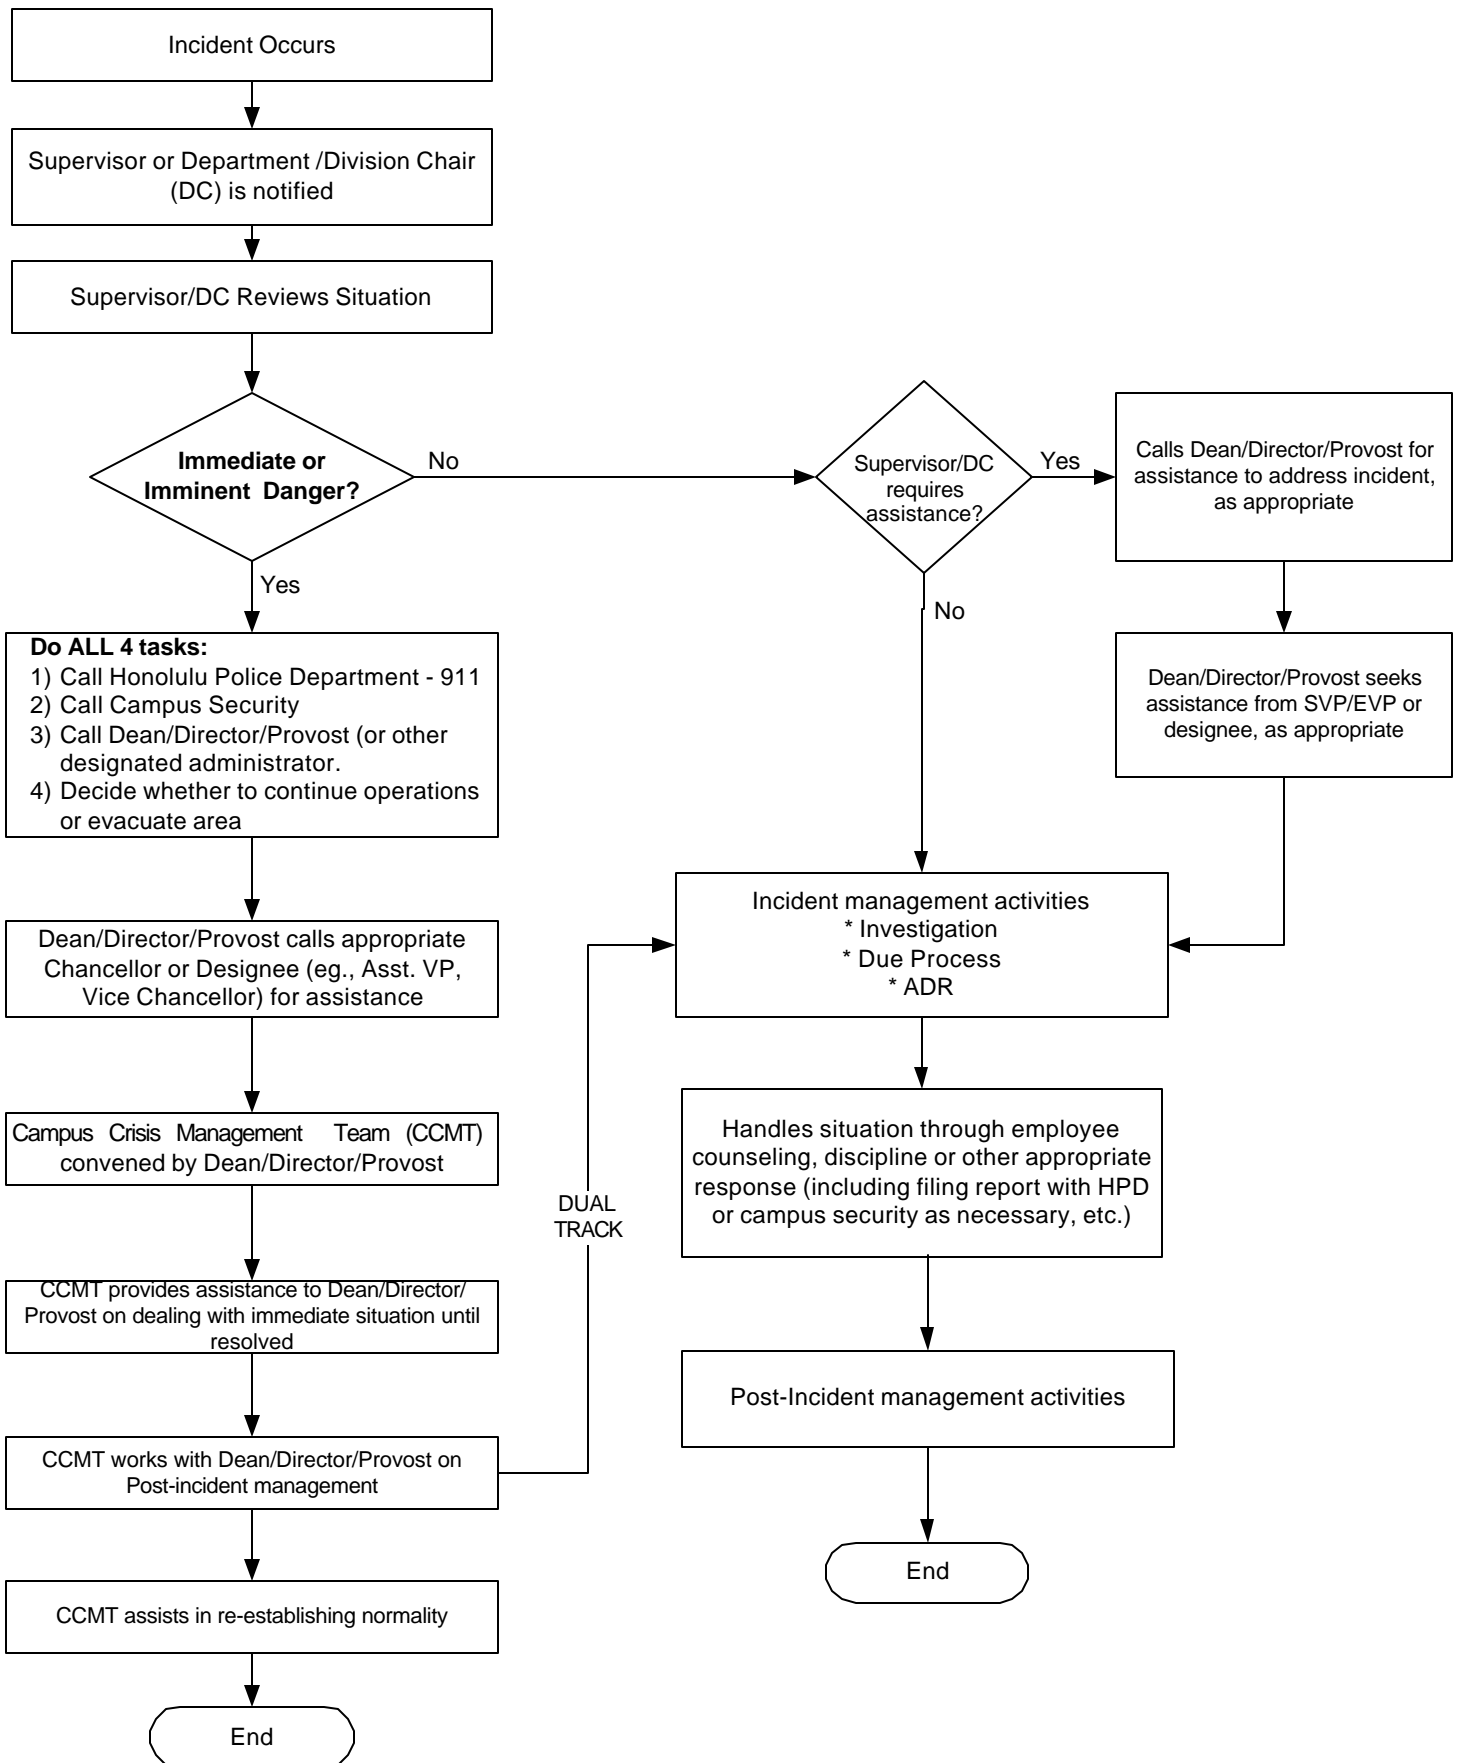 Incident Occurs
Supervisor or Department /Division Chair
(DC) is notified
Supervisor/DC Reviews Situation
Immediate or
Imminent Danger?
No
Yes
Supervisor/DC
requires
assistance?
Yes
No
Calls Dean/Director/Provost for
assistance to address incident,
as appropriate
Dean/Director/Provost seeks
assistance from SVP/EVP or
designee, as appropriate
Do ALL 4 tasks:
1) Call Honolulu Police Department - 911
2) Call Campus Security
3) Call Dean/Director/Provost (or other
designated administrator.
4) Decide whether to continue operations
or evacuate area
Dean/Director/Provost calls appropriate
Chancellor or Designee (eg., Asst. VP,
Vice Chancellor) for assistance
Campus Crisis Management Team (CCMT)
convened by Dean/Director/Provost
CCMT provides assistance to Dean/Director/
Provost on dealing with immediate situation until
resolved
CCMT works with Dean/Director/Provost on
Post-incident management
DUAL
TRACK
CCMT assists in re-establishing normality
End
Incident management activities
* Investigation
* Due Process
* ADR
Handles situation through employee
counseling, discipline or other appropriate
response (including filing report with HPD
or campus security as necessary, etc.)
Post-Incident management activities
End